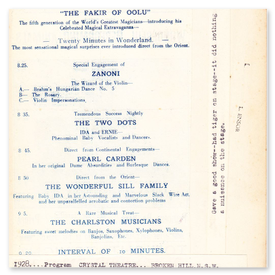 "THE FAKIR OF OOLU"
The fifth generation of the World's Greatest Magicians—introducing his
Celebrated Magical Extravaganza—
— Twenty Minutes in Wonderland. —
The most sensational magical surprises ever introduced direct from the Orient.
8.25. Special Engagement of
ZANONI
The Wizard of the Violin—
A.— Brahm's Hungarian Dance No. 5
B— The Rosary.
C— Violin Impersonations.
8.35. Tremendous Success Nightly
THE TWO DOTS
IDA and ERNIE—
Phenomenal Baby Vocalists and Dancers.
8.45. Direct from Continental Engagements—
PEARL CARDEN
In her original Dame Absurdities and Burlesque Dances.
8.50 Direct from the Orient—
THE WONDERFUL SILL FAMILY
Featuring Baby IDA in her Astounding and Marvelous Slack Wire Act.
and her unparallelled acrobatic and contortion problems
9.5. A Rare Musical Treat—
THE CHARLSTON MUSICIANS
Featuring sweet melodies on Banjos, Saxophones, Xylophones, Violins,
Banjolins, Etc.
9.20 INTERVAL OF 10 MINUTES.
1928... Program CRYSTAL THEATRE... BROKEN HILL N.S.W.
Gave a good show—had tiger on stage—it did nothing
a nuisance on the stage.